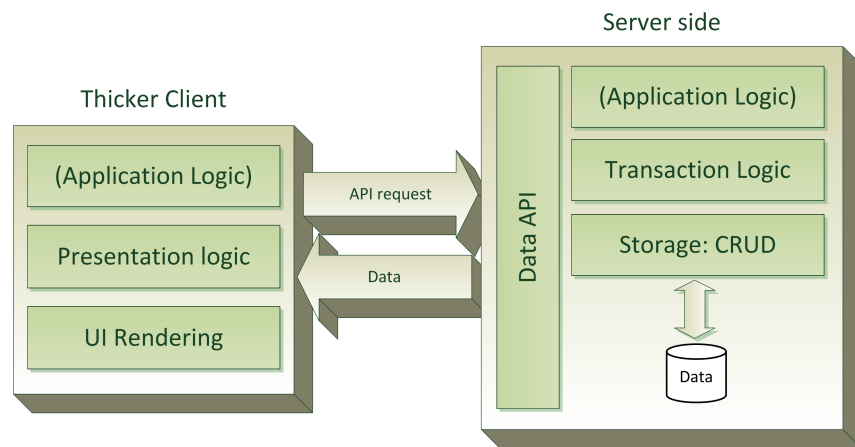 Server side
Thicker Client
(Application Logic)
Presentation logic
UI Rendering
API request
Data
Data API
(Application Logic)
Transaction Logic
Storage: CRUD
Data